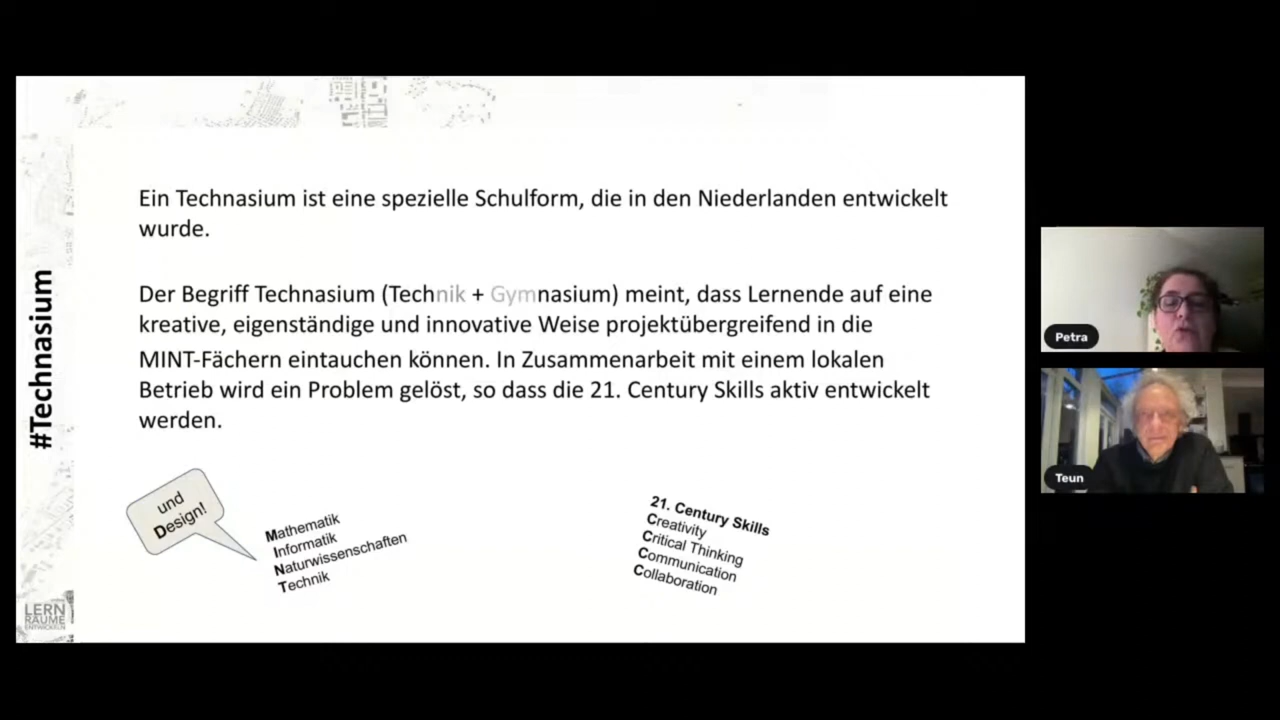 #Technasium
Ein Technasium ist eine spezielle Schulform, die in den Niederlanden entwickelt
wurde.
Der Begriff Technasium (Technik + Gymnasium) meint, dass Lernende auf eine
kreative, eigenständige und innovative Weise projektübergreifend in die
MINT-Fächern eintauchen können. In Zusammenarbeit mit einem lokalen
Betrieb wird ein Problem gelöst, so dass die 21. Century Skills aktiv entwickelt
werden.
und
Design!
Mathematik
Informatik
Naturwissenschaften
Technik
21. Century Skills
Creativity
Critical Thinking
Communication
Collaboration
LERN
RÄUME
ENTWICKELN
Petra
Teun